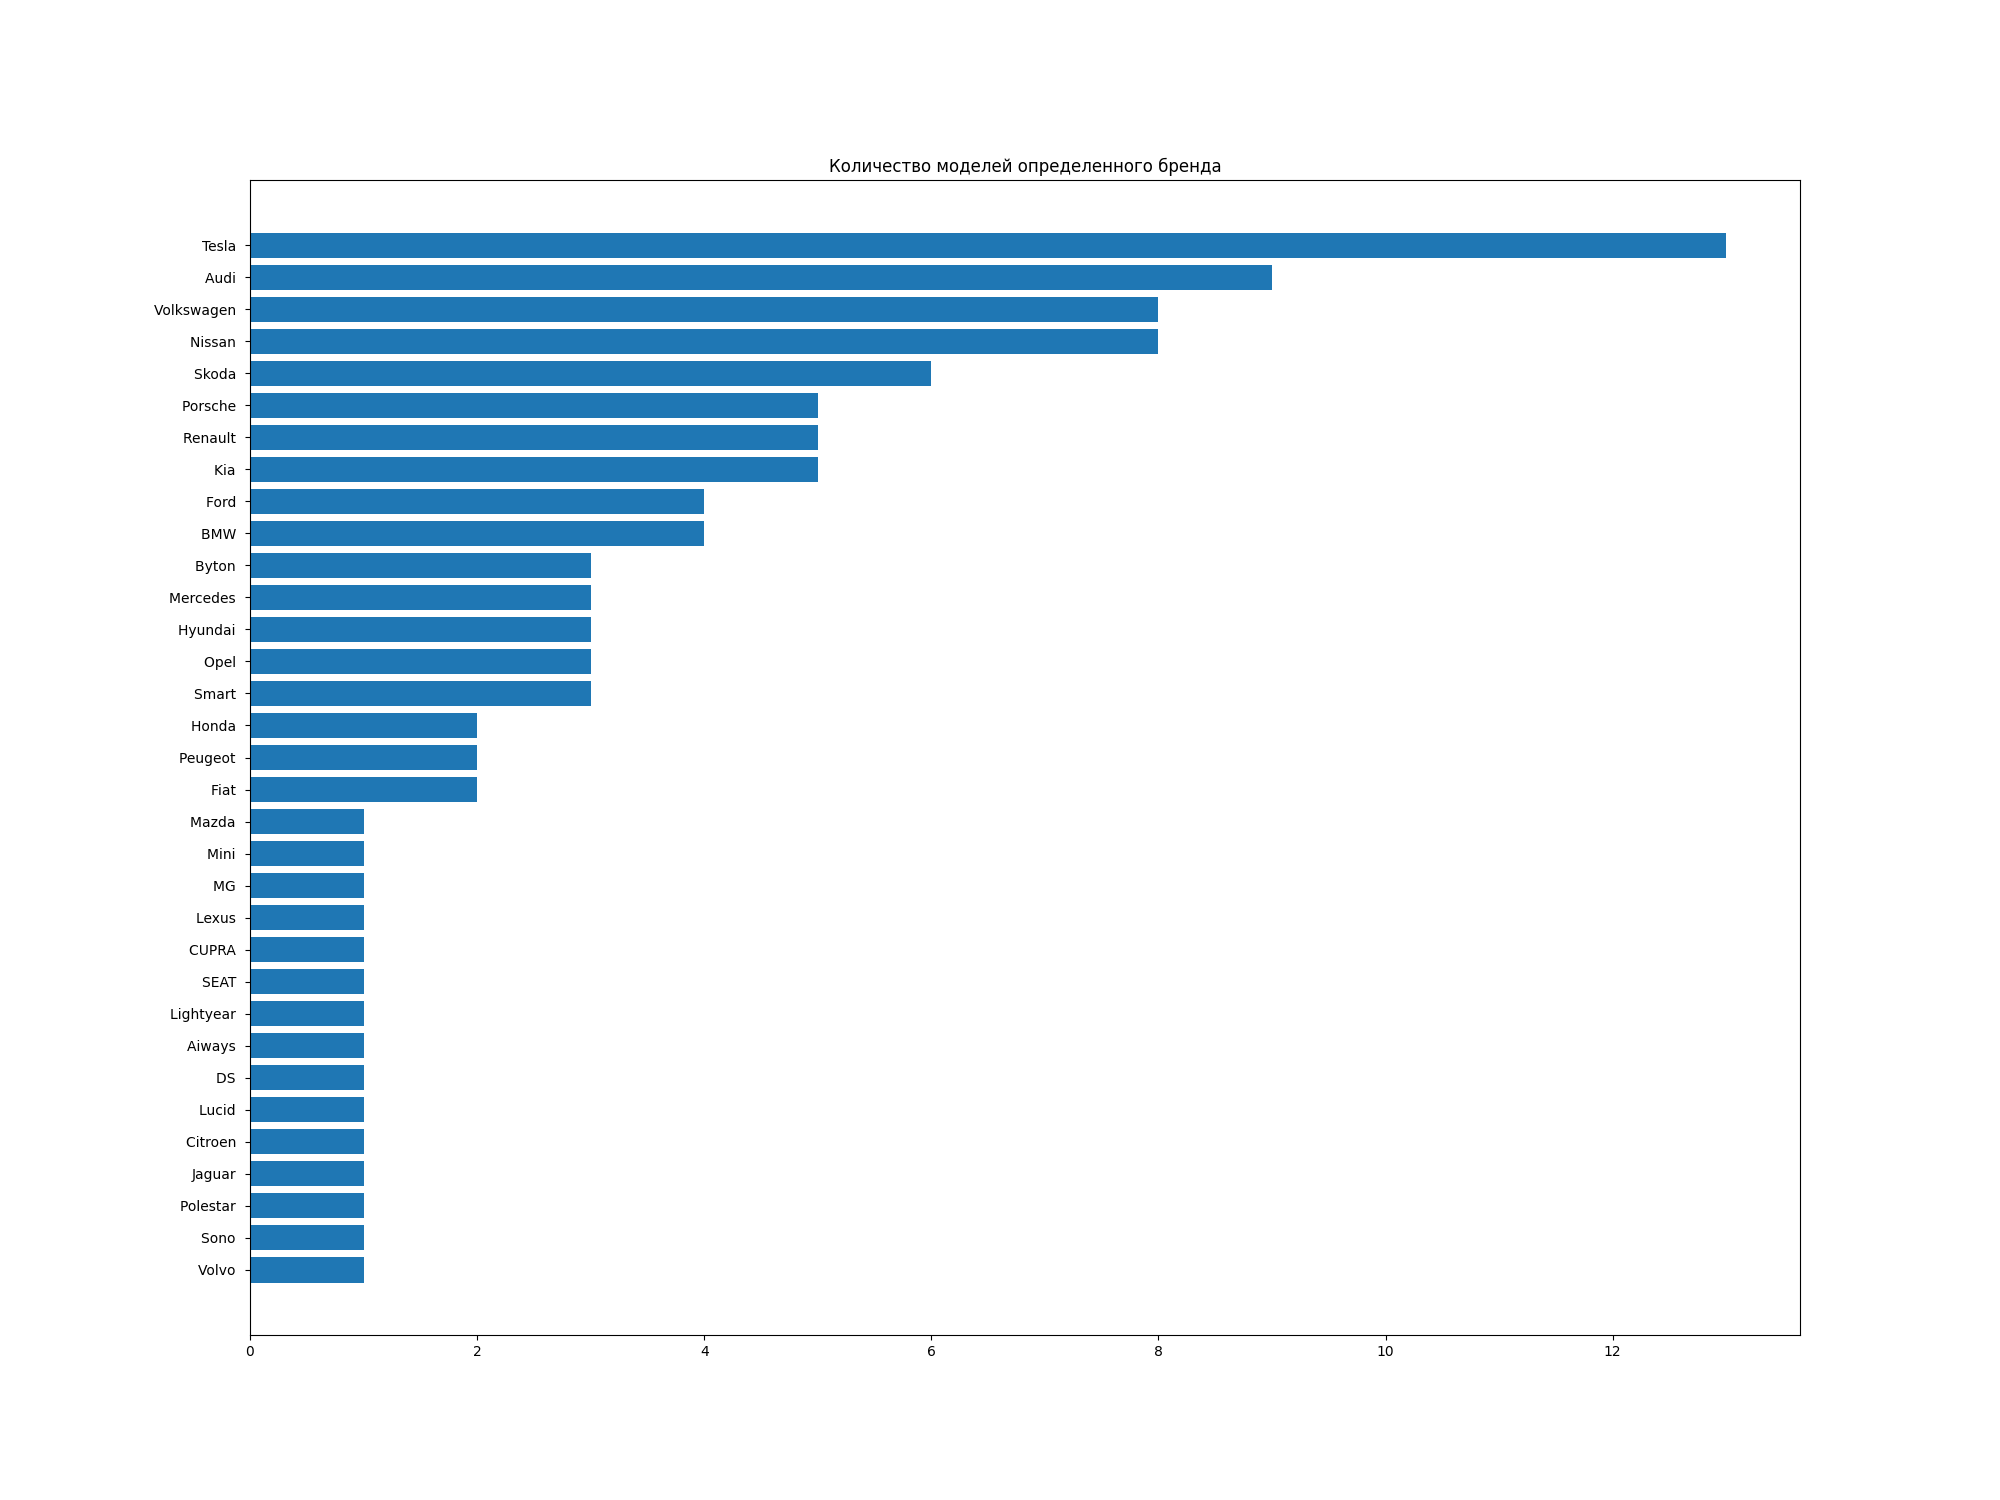 Количество моделей определенного бренда
Tesla
Audi
Volkswagen
Nissan
Skoda
Porsche
Renault
Kia
Ford
BMW
Byton
Mercedes
Hyundai
Opel
Smart
Honda
Peugeot
Fiat
Mazda
Mini
MG
Lexus
CUPRA
SEAT
Lightyear
Aiways
DS
Lucid
Citroen
Jaguar
Polestar
Sono
Volvo
0 2 4 6 8 10 12